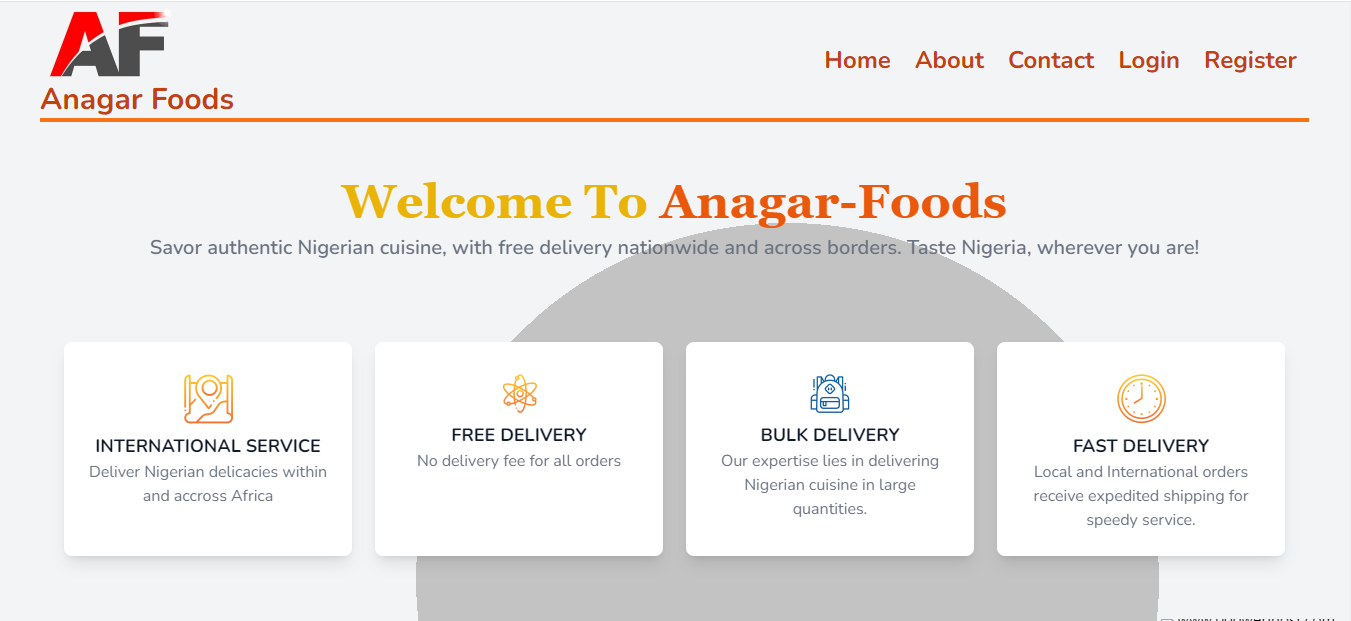 AF
Anagar Foods
Home About Contact Login Register
Welcome To Anagar-Foods
Savor authentic Nigerian cuisine, with free delivery nationwide and across borders. Taste Nigeria, wherever you are!
INTERNATIONAL SERVICE
Deliver Nigerian delicacies within
and accross Africa
FREE DELIVERY
No delivery fee for all orders
BULK DELIVERY
Our expertise lies in delivering
Nigerian cuisine in large
quantities.
FAST DELIVERY
Local and International orders
receive expedited shipping for
speedy service.